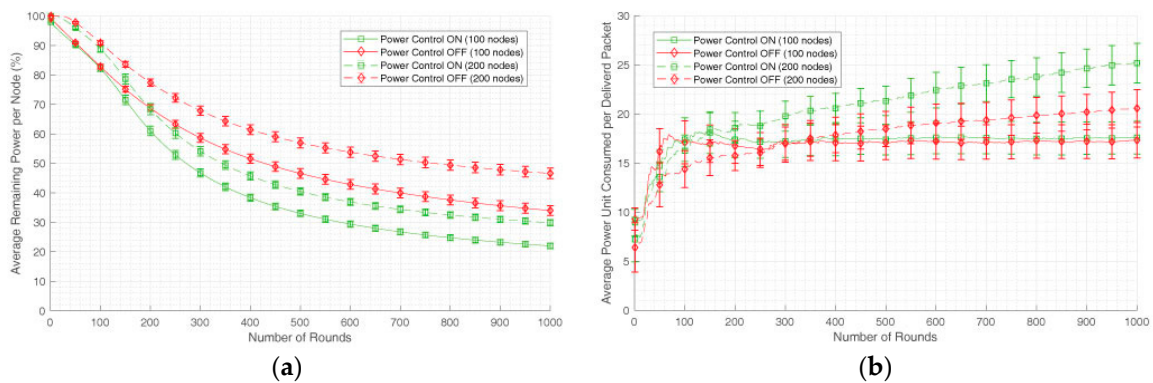 100
90
80
70
60
50
40
30
20
10
0
Average Remaining Power per Node (%)
Power Control ON (100 nodes)
Power Control OFF (100 nodes)
Power Control ON (200 nodes)
Power Control OFF (200 nodes)
0 100 200 300 400 500 600 700 800 900 1000
Number of Rounds
(a)
30
25
20
15
10
5
0
Average Power Unit Consumed per Deliverd Packet
Power Control ON (100 nodes)
Power Control OFF (100 nodes)
Power Control ON (200 nodes)
Power Control OFF (200 nodes)
0 100 200 300 400 500 600 700 800 900 1000
Number of Rounds
(b)